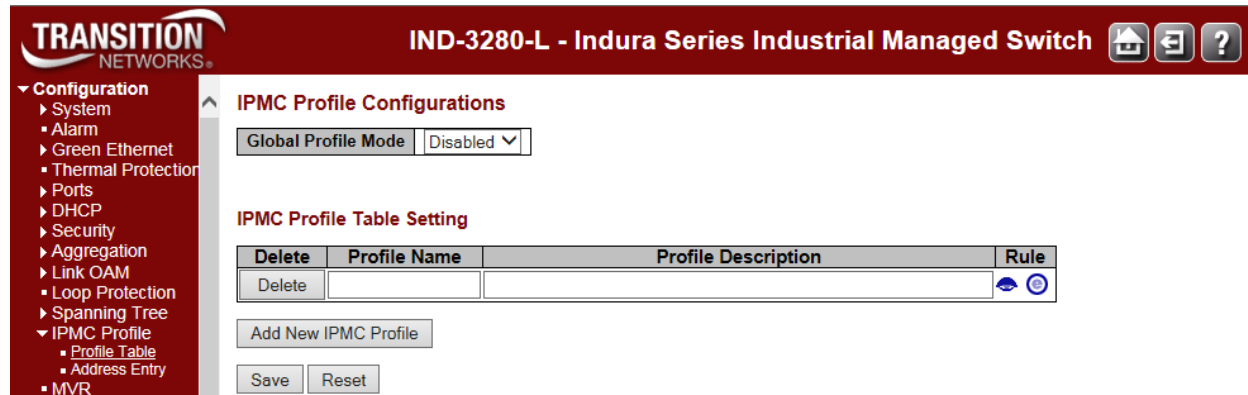 TRANSITION
NETWORKS®
IND-3280-L - Indura Series Industrial Managed Switch
?
Configuration
System
Alarm
Green Ethernet
Thermal Protection
Ports
DHCP
Security
Aggregation
Link OAM
Loop Protection
Spanning Tree
IPMC Profile
Profile Table
Address Entry
MVR
IPMC Profile Configurations
Global Profile Mode Disabled
IPMC Profile Table Setting
Delete Profile Name Profile Description Rule
Delete e
Add New IPMC Profile
Save Reset